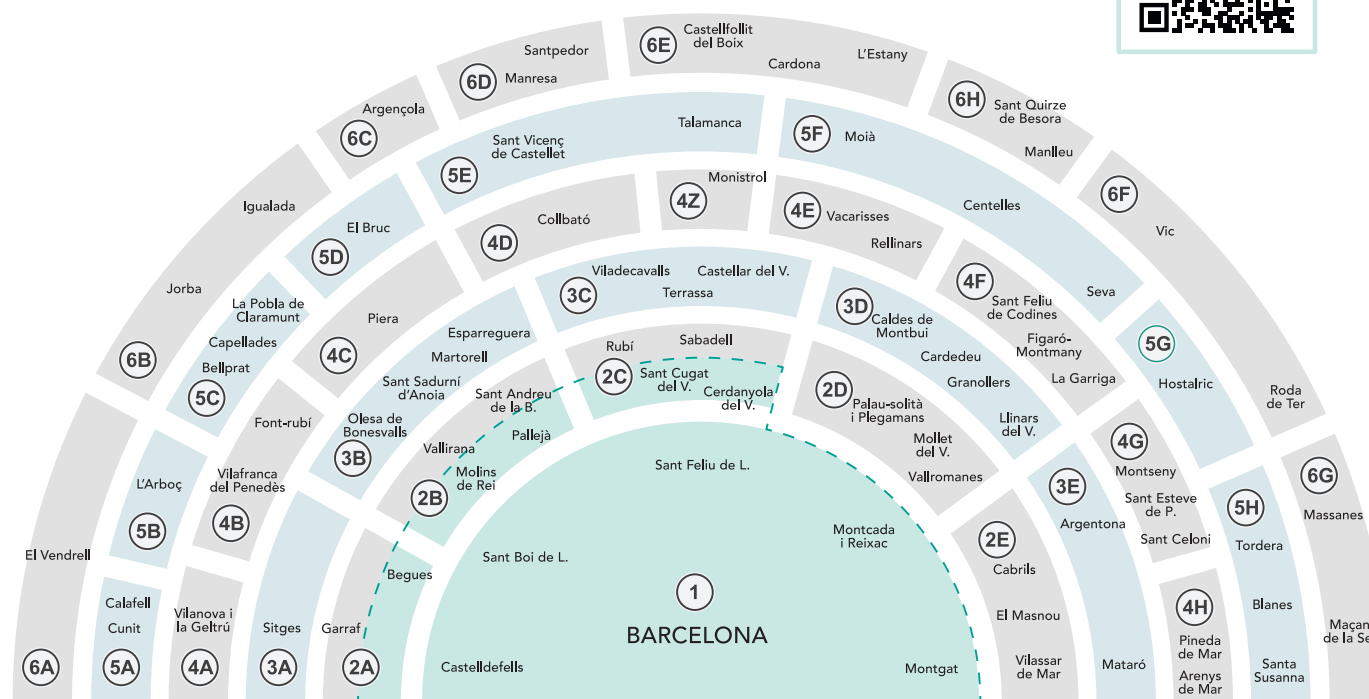 6E
Castellfollit
del Boix
Cardona
L'Estany
6D
Santpedor
Manresa
6H
Sant Quirze
de Besora
Manlleu
6C
Argençola
6F
Vic
Roda
de Ter
6B
Igualada
Jorba
6G
Massanes
6A
El Vendrell
5E
Sant Vicenç
de Castellet
Talamanca
5F
Moià
Centelles
Seva
5D
El Bruc
5G
Hostalric
5C
La Pobla de
Claramunt
Capellades
Bellprat
5H
Tordera
Blanes
Santa
Susanna
5B
L'Arboç
5A
Calafell
Cunit
4Z
Monistrol
4D
Collbató
4E
Vacarisses
Rellinars
4F
Sant Feliu
de Codines
Figaró-
Montmany
La Garriga
4C
Piera
4G
Montseny
Sant Esteve
de P.
Sant Celoni
4B
Font-rubí
Vilafranca
del Penedès
4H
Pineda
de Mar
Arenys
de Mar
4A
Vilanova i
la Geltrú
3C
Viladecavalls
Castellar del V.
Terrassa
3D
Caldes de
Montbui
Cardedeu
Granollers
Llinars
del V.
3B
Esparreguera
Martorell
Sant Sadurní
d'Anoia
Olesa de
Bonesvalls
3E
Argentona
Mataró
3A
Sitges
2C
Rubí
Sabadell
Sant Cugat
del V.
Cerdanyola
del V.
2D
Palau-solità
i Plegamans
Mollet
del V.
Vallromanes
2B
Sant Andreu
de la B.
Pallejà
Vallirana
Molins
de Rei
2E
Cabrils
El Masnou
Vilassar
de Mar
2A
Begues
Garraf
1
BARCELONA
Sant Feliu de L.
Montcada
i Reixac
Sant Boi de L.
Castelldefells
Montgat